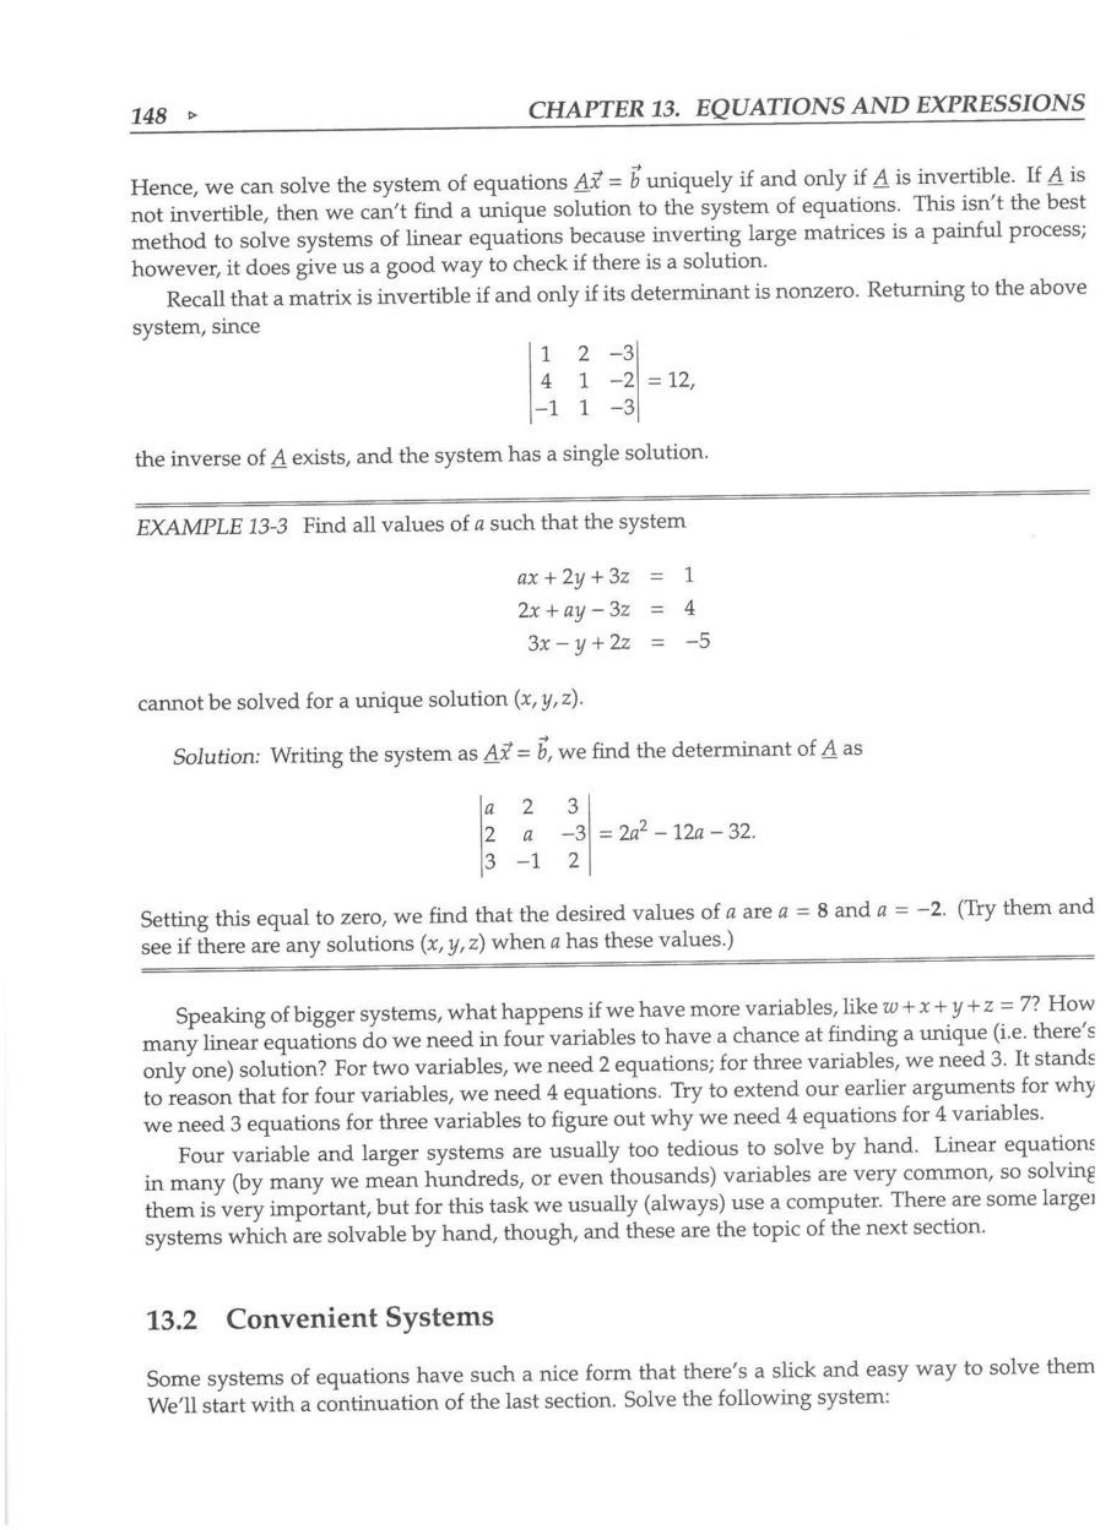 148 ▹ CHAPTER 13. EQUATIONS AND EXPRESSIONS
Hence, we can solve the system of equations A̲x⃗ = b⃗ uniquely if and only if A̲ is invertible. If A̲ is
not invertible, then we can't find a unique solution to the system of equations. This isn't the best
method to solve systems of linear equations because inverting large matrices is a painful process;
however, it does give us a good way to check if there is a solution.
Recall that a matrix is invertible if and only if its determinant is nonzero. Returning to the above
system, since
| 1 2 −3 |
| 4 1 −2 | = 12,
| −1 1 −3 |
the inverse of A̲ exists, and the system has a single solution.
EXAMPLE 13-3 Find all values of a such that the system
ax + 2y + 3z = 1
2x + ay − 3z = 4
3x − y + 2z = −5
cannot be solved for a unique solution (x, y, z).
Solution: Writing the system as A̲x⃗ = b⃗, we find the determinant of A̲ as
| a 2 3 |
| 2 a −3 | = 2a² − 12a − 32.
| 3 −1 2 |
Setting this equal to zero, we find that the desired values of a are a = 8 and a = −2. (Try them and
see if there are any solutions (x, y, z) when a has these values.)
Speaking of bigger systems, what happens if we have more variables, like w + x + y + z = 7? How
many linear equations do we need in four variables to have a chance at finding a unique (i.e. there's
only one) solution? For two variables, we need 2 equations; for three variables, we need 3. It stands
to reason that for four variables, we need 4 equations. Try to extend our earlier arguments for why
we need 3 equations for three variables to figure out why we need 4 equations for 4 variables.
Four variable and larger systems are usually too tedious to solve by hand. Linear equations
in many (by many we mean hundreds, or even thousands) variables are very common, so solving
them is very important, but for this task we usually (always) use a computer. There are some larger
systems which are solvable by hand, though, and these are the topic of the next section.
13.2 Convenient Systems
Some systems of equations have such a nice form that there's a slick and easy way to solve them
We'll start with a continuation of the last section. Solve the following system: